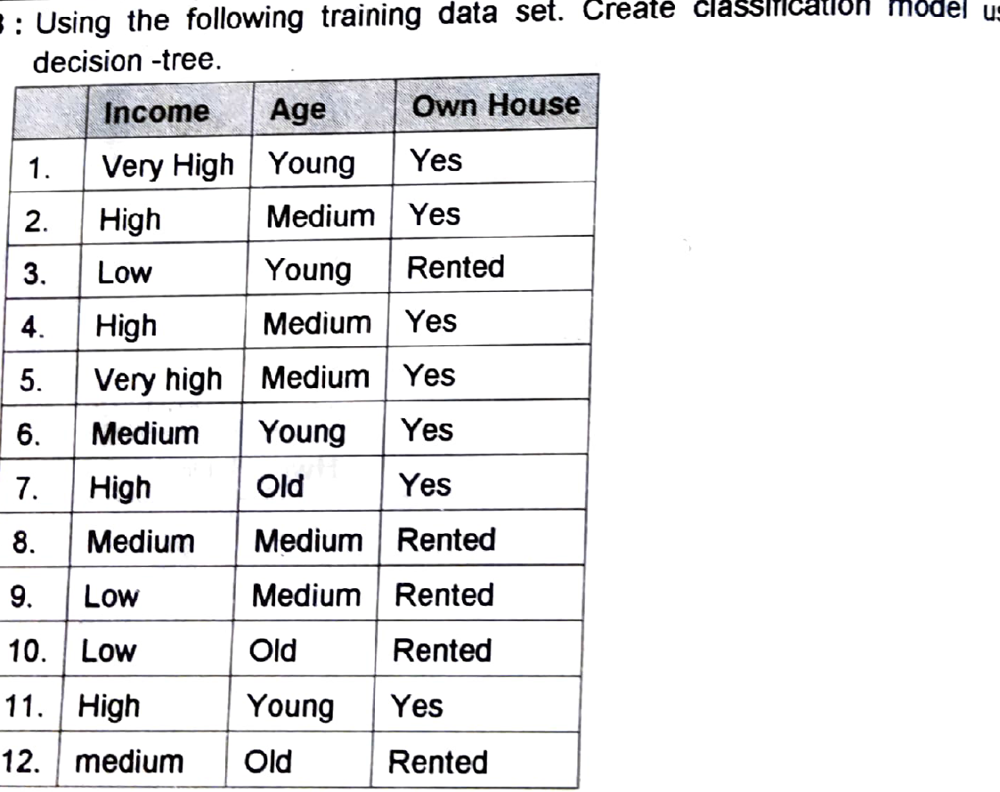 : Using the following training data set. Create classification model
decision -tree.
Income Age Own House
1. Very High Young Yes
2. High Medium Yes
3. Low Young Rented
4. High Medium Yes
5. Very high Medium Yes
6. Medium Young Yes
7. High Old Yes
8. Medium Medium Rented
9. Low Medium Rented
10. Low Old Rented
11. High Young Yes
12. medium Old Rented